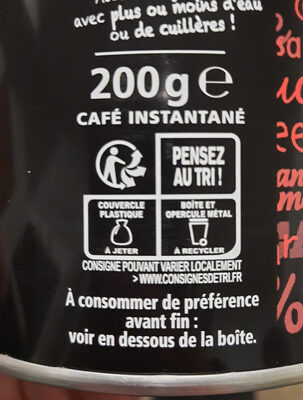 avec plus ou moins d'eau
ou de cuillères !
200 g e
CAFÉ INSTANTANÉ
PENSEZ
AU TRI !
COUVERCLE
PLASTIQUE
À JETER
BOÎTE ET
OPERCULE MÉTAL
À RECYCLER
CONSIGNE POUVANT VARIER LOCALEMENT
> WWW.CONSIGNESDETRI.FR
À consommer de préférence
avant fin :
voir en dessous de la boîte.